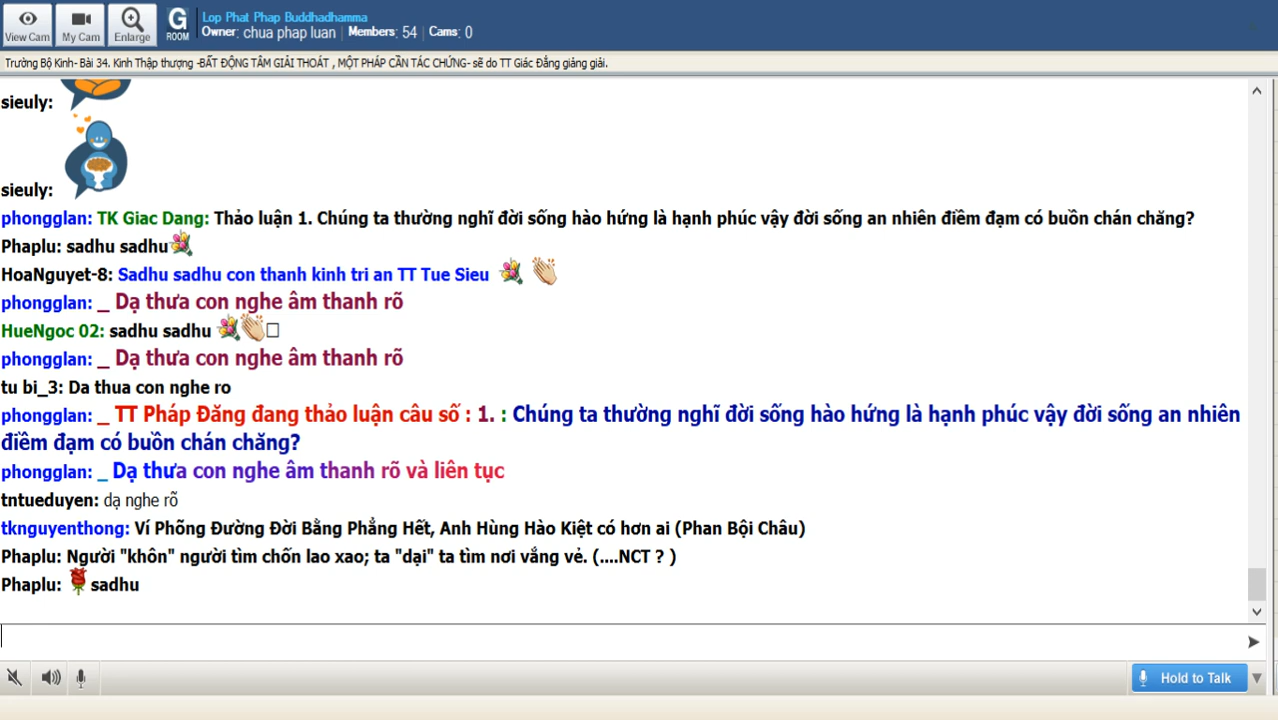 View Cam
My Cam
Enlarge
G
ROOM
Lop Phat Phap Buddhadhamma
Owner: chua phap luan | Members: 54 | Cams: 0
Trường Bộ Kinh- Bài 34. Kinh Thập thượng -BẤT ĐỘNG TÂM GIẢI THOÁT , MỘT PHÁP CẦN TÁC CHỨNG- sẽ do TT Giác Đẳng giảng giải.
sieuly:
sieuly:
phongglan: TK Giac Dang: Thảo luận 1. Chúng ta thường nghĩ đời sống hào hứng là hạnh phúc vậy đời sống an nhiên điềm đạm có buồn chán chăng?
Phaplu: sadhu sadhu
HoaNguyet-8: Sadhu sadhu con thanh kinh tri an TT Tue Sieu
phongglan: _ Dạ thưa con nghe âm thanh rõ
HueNgoc 02: sadhu sadhu
phongglan: _ Dạ thưa con nghe âm thanh rõ
tu bi_3: Da thua con nghe ro
phongglan: _ TT Pháp Đăng đang thảo luận câu số : 1. : Chúng ta thường nghĩ đời sống hào hứng là hạnh phúc vậy đời sống an nhiên
điềm đạm có buồn chán chăng?
phongglan: _ Dạ thưa con nghe âm thanh rõ và liên tục
tntueduyen: dạ nghe rõ
tknguyenthong: Ví Phõng Đường Đời Bằng Phẳng Hết, Anh Hùng Hào Kiệt có hơn ai (Phan Bội Châu)
Phaplu: Người "khôn" người tìm chốn lao xao; ta "dại" ta tìm nơi vắng vẻ. (....NCT ? )
Phaplu: sadhu
Hold to Talk